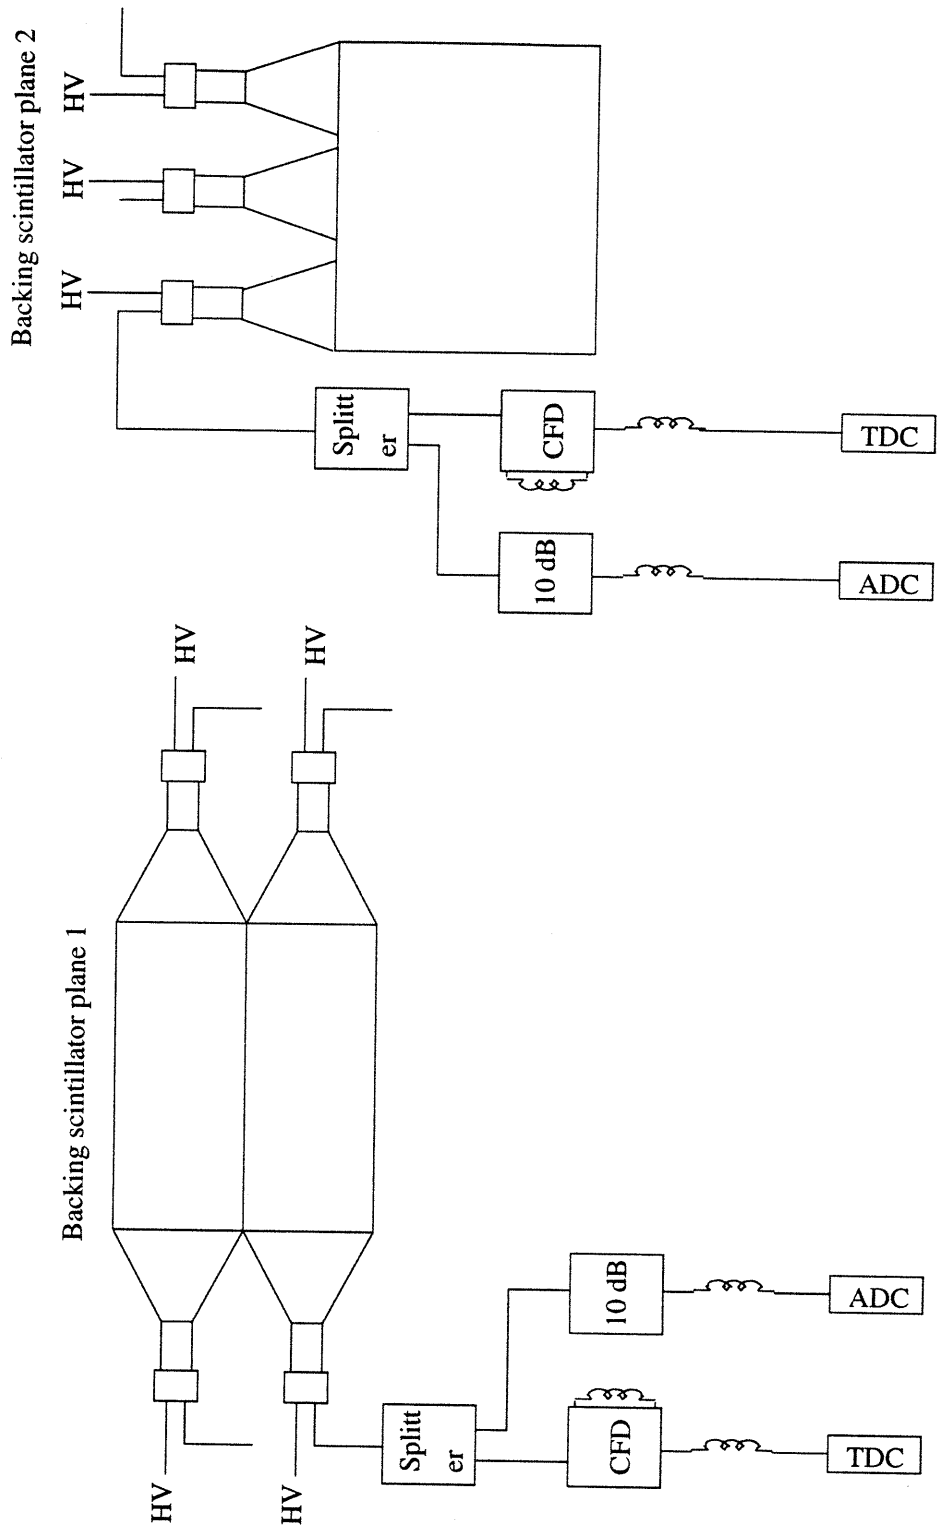 Backing scintillator plane 2
HV
HV
HV
Splitt
er
CFD
TDC
10 dB
ADC
Backing scintillator plane 1
HV
HV
HV
HV
Splitt
er
10 dB
ADC
CFD
TDC